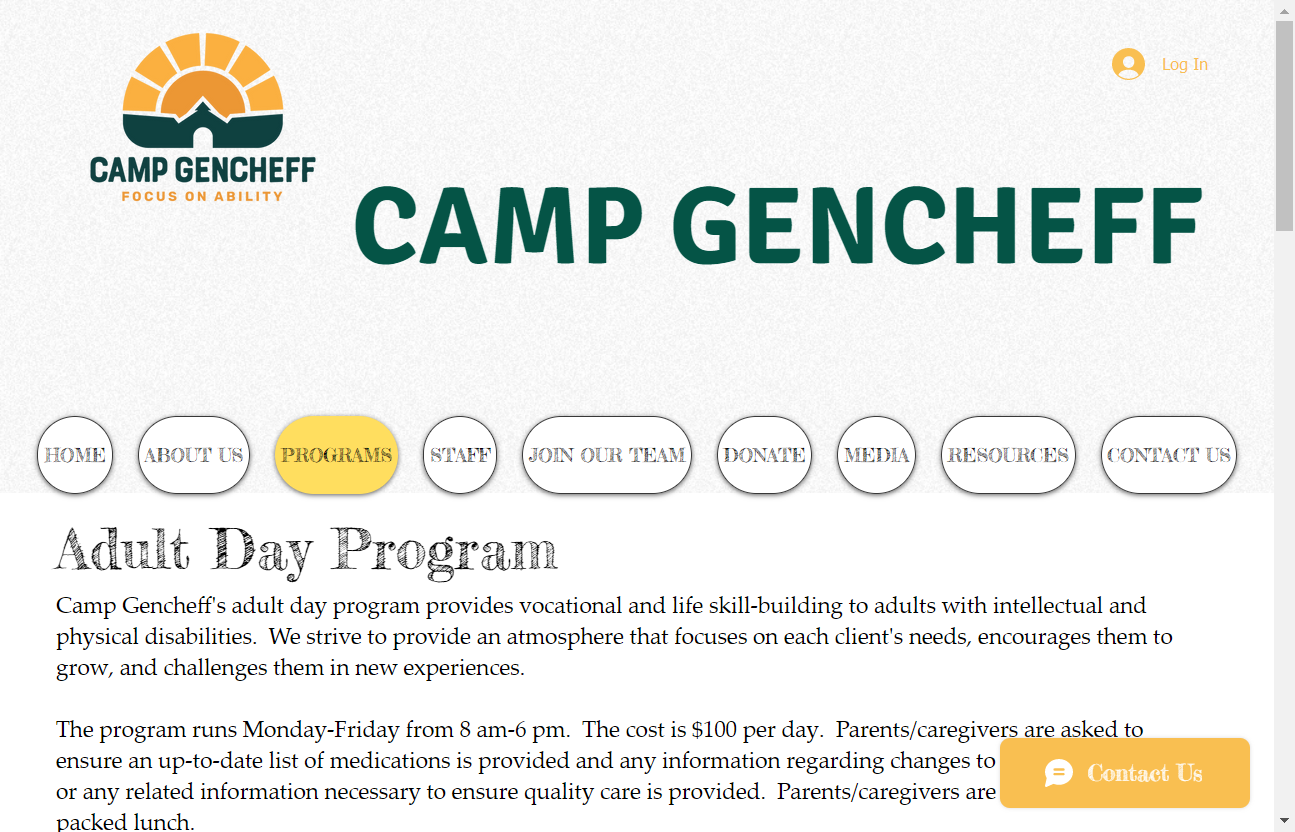 CAMP GENCHEFF
FOCUS ON ABILITY
Log In
CAMP GENCHEFF
HOME
ABOUT US
PROGRAMS
STAFF
JOIN OUR TEAM
DONATE
MEDIA
RESOURCES
CONTACT US
Adult Day Program
Camp Gencheff's adult day program provides vocational and life skill-building to adults with intellectual and
physical disabilities.  We strive to provide an atmosphere that focuses on each client's needs, encourages them to
grow, and challenges them in new experiences.
The program runs Monday-Friday from 8 am-6 pm.  The cost is $100 per day.  Parents/caregivers are asked to
ensure an up-to-date list of medications is provided and any information regarding changes to
or any related information necessary to ensure quality care is provided.  Parents/caregivers are
packed lunch.
Contact Us